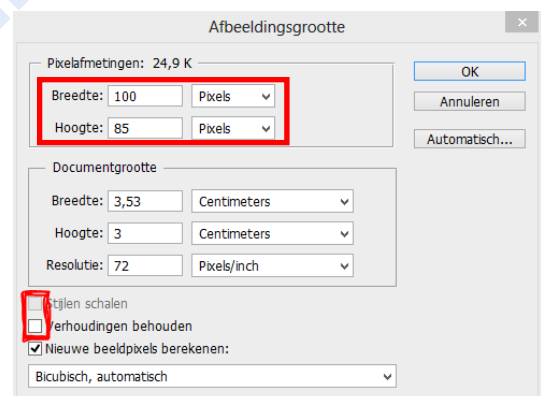 Afbeeldingsgrootte
Pixelafmetingen: 24,9 K
OK
Breedte: 100 Pixels
Annuleren
Hoogte: 85 Pixels
Automatisch...
Documentgrootte
Breedte: 3,53 Centimeters
Hoogte: 3 Centimeters
Resolutie: 72 Pixels/inch
Stijlen schalen
Verhoudingen behouden
Nieuwe beeldpixels berekenen:
Bicubisch, automatisch